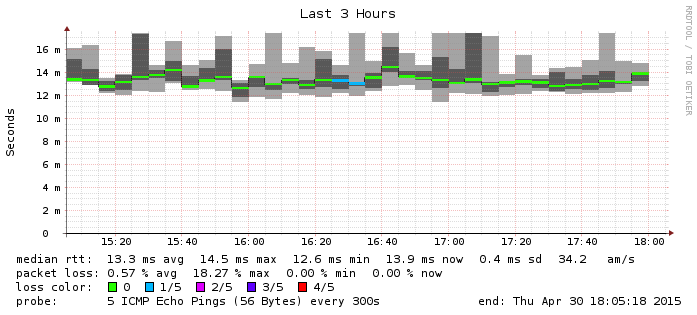 Last 3 Hours
RRDTOOL / TOBI OETIKER
Seconds
16 m
14 m
12 m
10 m
8 m
6 m
4 m
2 m
0
15:20 15:40 16:00 16:20 16:40 17:00 17:20 17:40 18:00
median rtt: 13.3 ms avg 14.5 ms max 12.6 ms min 13.9 ms now 0.4 ms sd 34.2 am/s
packet loss: 0.57 % avg 18.27 % max 0.00 % min 0.00 % now
loss color: 0 1/5 2/5 3/5 4/5
probe: 5 ICMP Echo Pings (56 Bytes) every 300s end: Thu Apr 30 18:05:18 2015